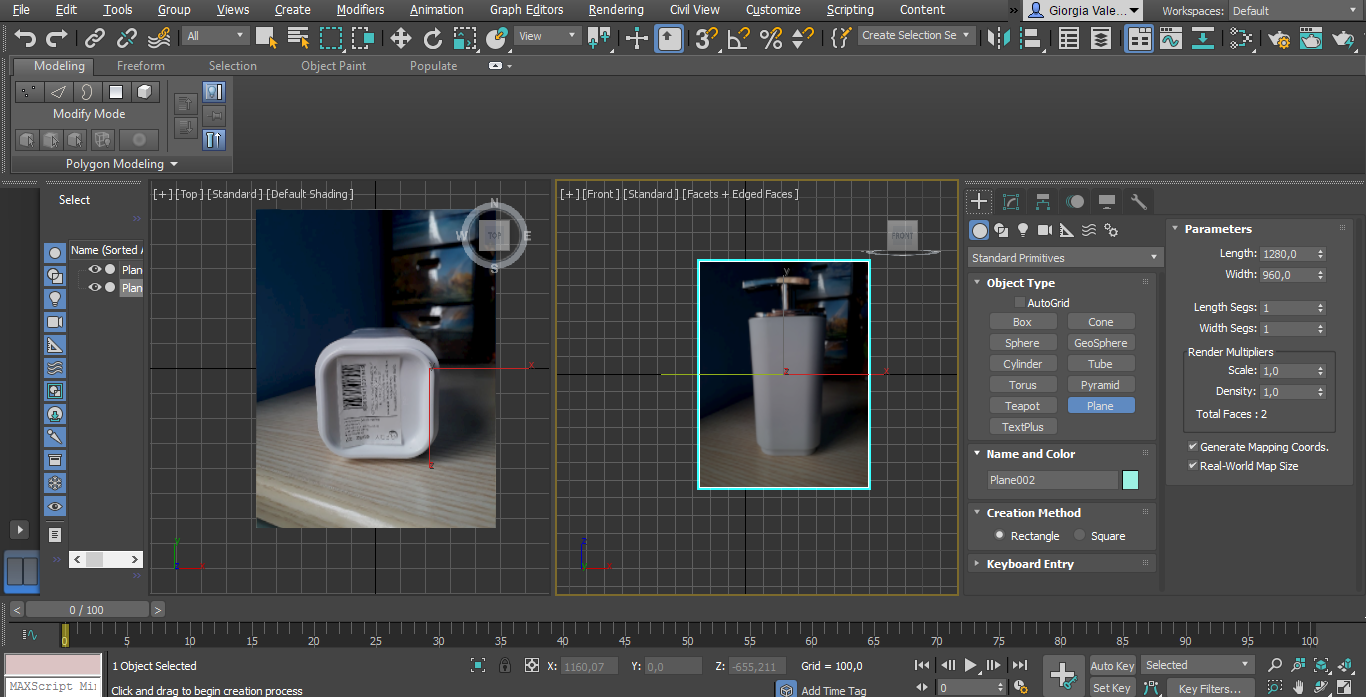 File Edit Tools Group Views Create Modifiers Animation Graph Editors Rendering Civil View Customize Scripting Content » Giorgia Vale... Workspaces: Default
All View Create Selection Se
Modeling Freeform Selection Object Paint Populate
Modify Mode
Polygon Modeling
Select
Name (Sorted A
Plan
Plan
[+] [Top] [Standard] [Default Shading]
N
W TOP E
S
x
z
[+] [Front] [Standard] [Facets + Edged Faces]
FRONT
y
z x
Standard Primitives
Object Type
AutoGrid
Box Cone
Sphere GeoSphere
Cylinder Tube
Torus Pyramid
Teapot Plane
TextPlus
Name and Color
Plane002
Creation Method
Rectangle Square
Keyboard Entry
Parameters
Length: 1280,0
Width: 960,0
Length Segs: 1
Width Segs: 1
Render Multipliers
Scale: 1,0
Density: 1,0
Total Faces : 2
Generate Mapping Coords.
Real-World Map Size
< 0 / 100 >
0 5 10 15 20 25 30 35 40 45 50 55 60 65 70 75 80 85 90 95 100
1 Object Selected X: 1160,07 Y: 0,0 Z: -655,211 Grid = 100,0 Auto Key Selected
MAXScript Mi
Click and drag to begin creation process Add Time Tag 0 Set Key Key Filters...